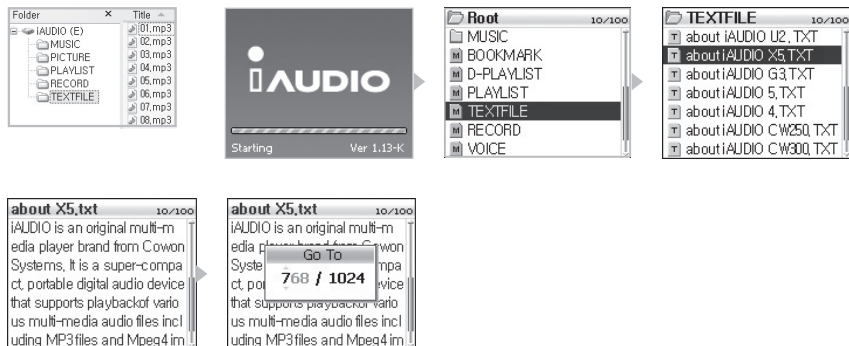 Folder × Title
iAUDIO (E)
MUSIC
PICTURE
PLAYLIST
RECORD
TEXTFILE
01.mp3
02.mp3
03.mp3
04.mp3
05.mp3
06.mp3
07.mp3
08.mp3
iAUDIO
Starting Ver 1.13-K
Root 10/100
MUSIC
BOOKMARK
D-PLAYLIST
PLAYLIST
TEXTFILE
RECORD
VOICE
TEXTFILE 10/100
about iAUDIO U2, TXT
about iAUDIO X5, TXT
about iAUDIO G3, TXT
about iAUDIO 5, TXT
about iAUDIO 4, TXT
about iAUDIO CW250, TXT
about iAUDIO CW300, TXT
about X5.txt 10/100
iAUDIO is an original multi-m
edia player brand from Cowon
Systems, It is a super-compa
ct, portable digital audio device
that supports playbackof vario
us multi-media audio files incl
uding MP3 files and Mpeg4 im
about X5.txt 10/100
iAUDIO is an original multi-m
edia player brand from Cowon
Syste
mpa
ct, por
evice
Go To
768 / 1024
that supports playbackof vario
us multi-media audio files incl
uding MP3 files and Mpeg4 im